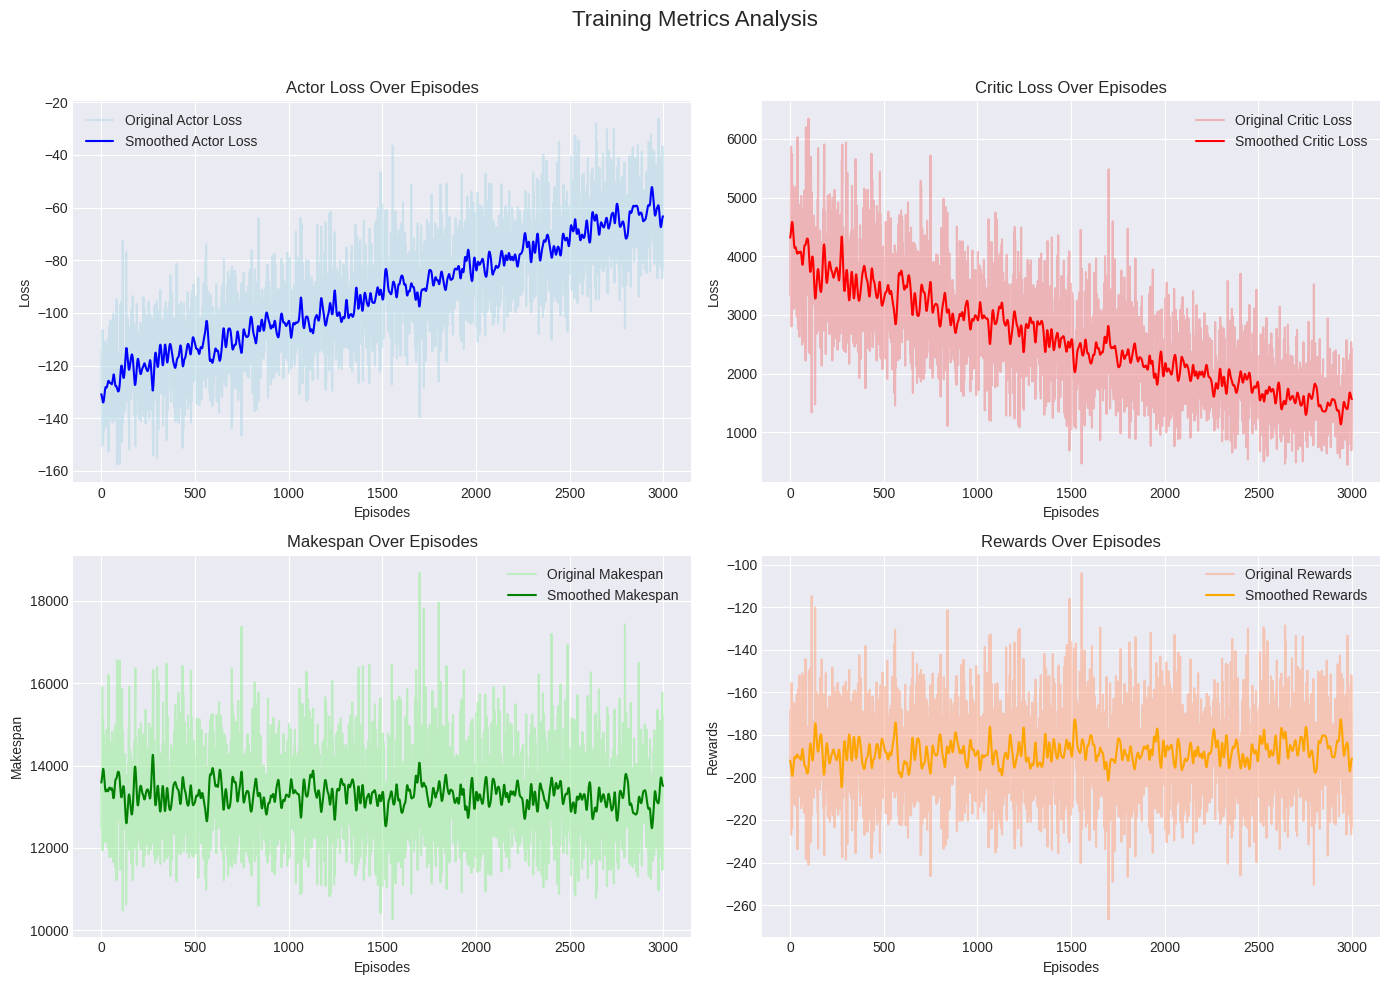 Training Metrics Analysis
Actor Loss Over Episodes
Original Actor Loss
Smoothed Actor Loss
Loss
−20
−40
−60
−80
−100
−120
−140
−160
0 500 1000 1500 2000 2500 3000
Episodes
Critic Loss Over Episodes
Original Critic Loss
Smoothed Critic Loss
Loss
6000
5000
4000
3000
2000
1000
0 500 1000 1500 2000 2500 3000
Episodes
Makespan Over Episodes
Original Makespan
Smoothed Makespan
Makespan
18000
16000
14000
12000
10000
0 500 1000 1500 2000 2500 3000
Episodes
Rewards Over Episodes
Original Rewards
Smoothed Rewards
Rewards
−100
−120
−140
−160
−180
−200
−220
−240
−260
0 500 1000 1500 2000 2500 3000
Episodes